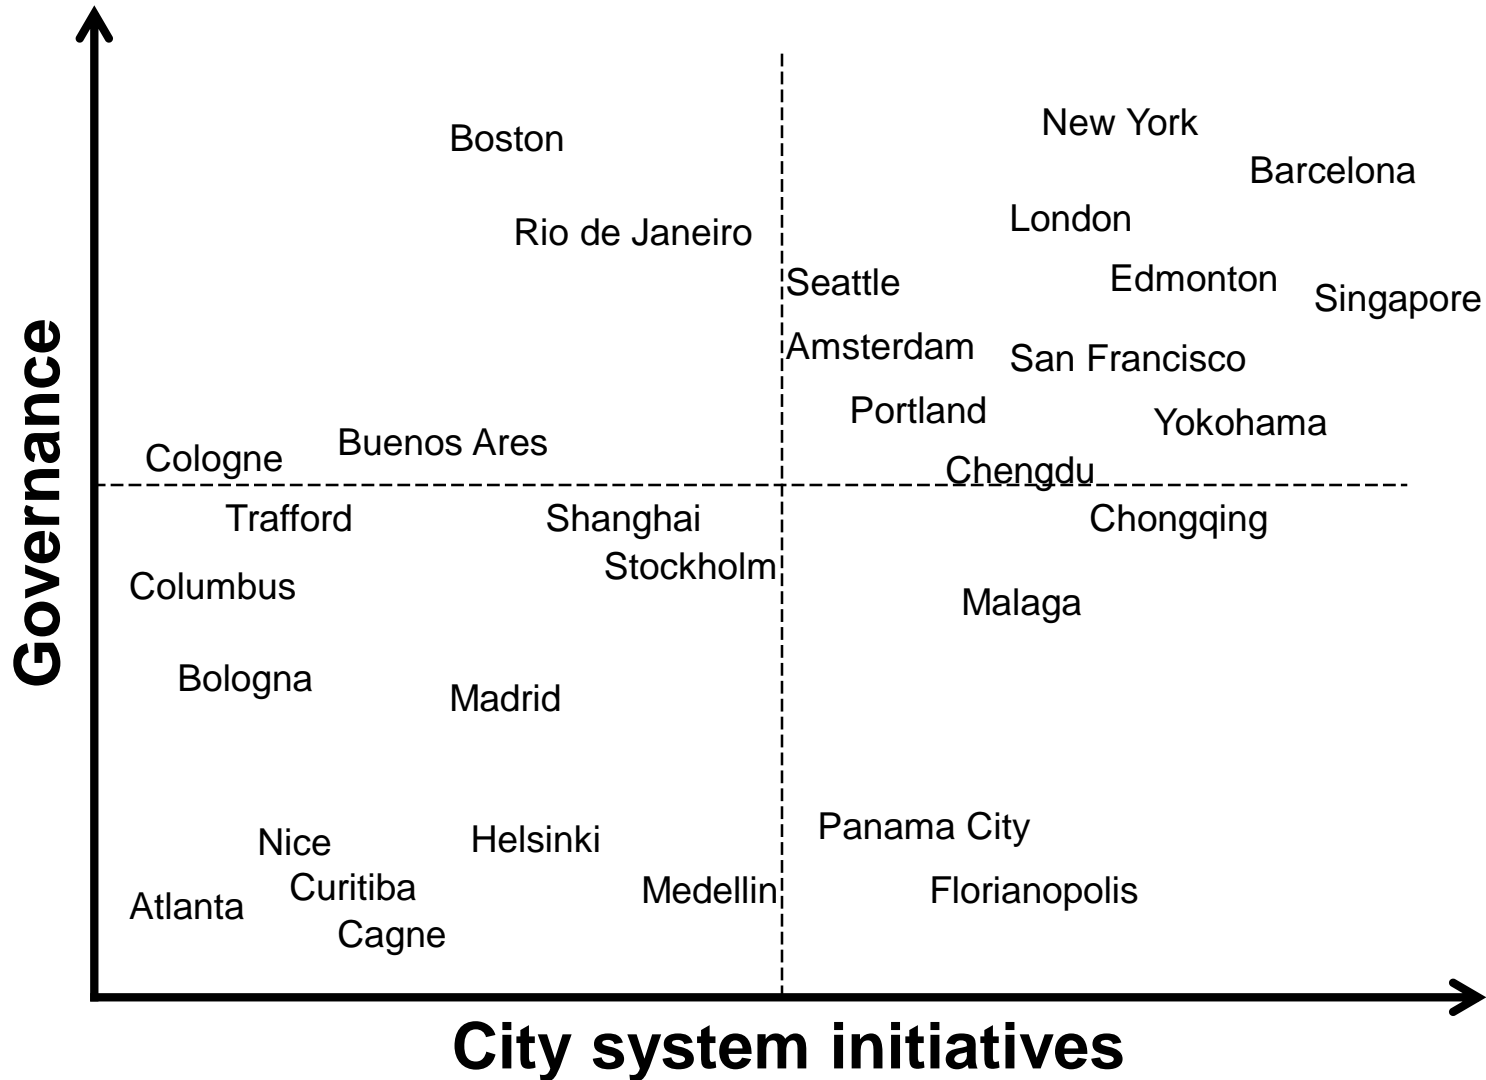 New York
Boston
Barcelona
London
Rio de Janeiro
Edmonton
Seattle
Singapore
Amsterdam
San Francisco
Portland
Yokohama
Buenos Ares
Cologne
Chengdu
Trafford
Shanghai
Chongqing
Stockholm
Columbus
Malaga
Bologna
Madrid
Panama City
Helsinki
Nice
Curitiba
Medellin
Florianopolis
Atlanta
Cagne
Governance
City system initiatives